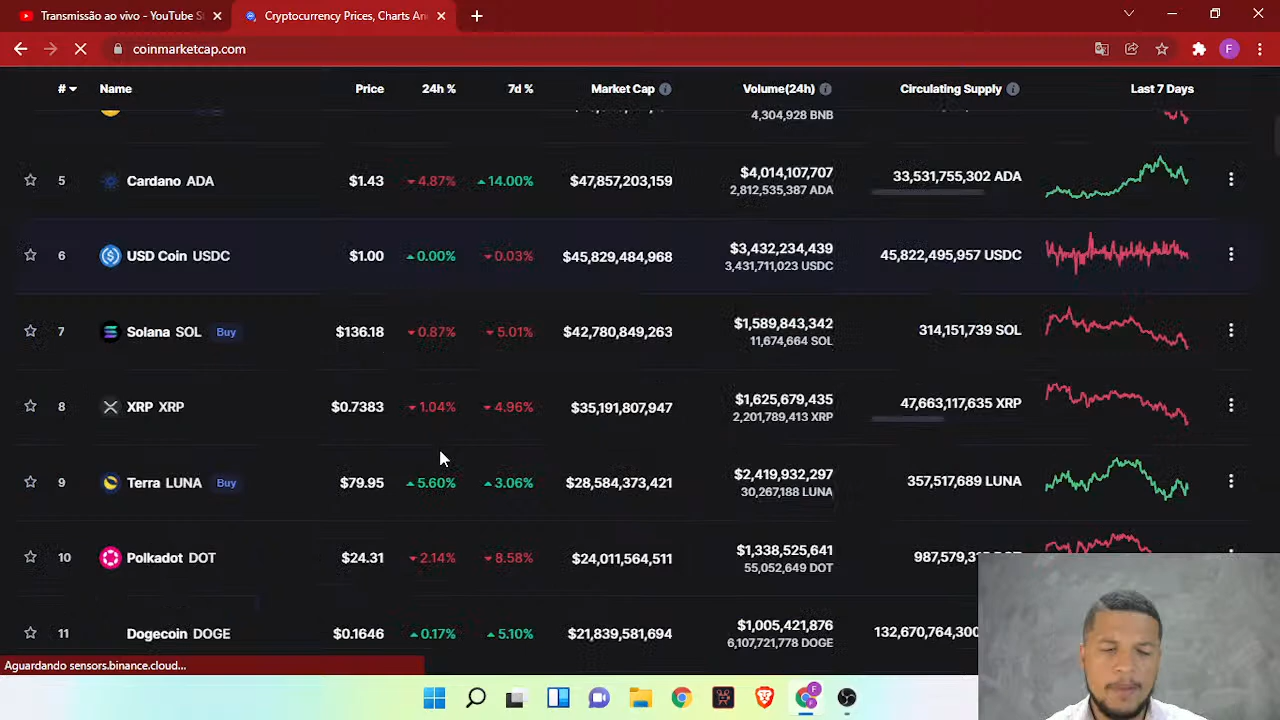 Transmissão ao vivo - YouTube St
Cryptocurrency Prices, Charts An
coinmarketcap.com
F
# Name Price 24h % 7d % Market Cap Volume(24h) Circulating Supply Last 7 Days
4,304,928 BNB
5 Cardano ADA $1.43 4.87% 14.00% $47,857,203,159 $4,014,107,707 33,531,755,302 ADA
2,812,535,387 ADA
6 USD Coin USDC $1.00 0.00% 0.03% $45,829,484,968 $3,432,234,439 45,822,495,957 USDC
3,431,711,023 USDC
7 Solana SOL Buy $136.18 0.87% 5.01% $42,780,849,263 $1,589,843,342 314,151,739 SOL
11,674,664 SOL
8 XRP XRP $0.7383 1.04% 4.96% $35,191,807,947 $1,625,679,435 47,663,117,635 XRP
2,201,789,413 XRP
9 Terra LUNA Buy $79.95 5.60% 3.06% $28,584,373,421 $2,419,932,297 357,517,689 LUNA
30,267,188 LUNA
10 Polkadot DOT $24.31 2.14% 8.58% $24,011,564,511 $1,338,525,641
55,052,649 DOT
11 Dogecoin DOGE $0.1646 0.17% 5.10% $21,839,581,694 $1,005,421,876 132,670,764,300
6,107,721,778 DOGE
Aguardando sensors.binance.cloud...